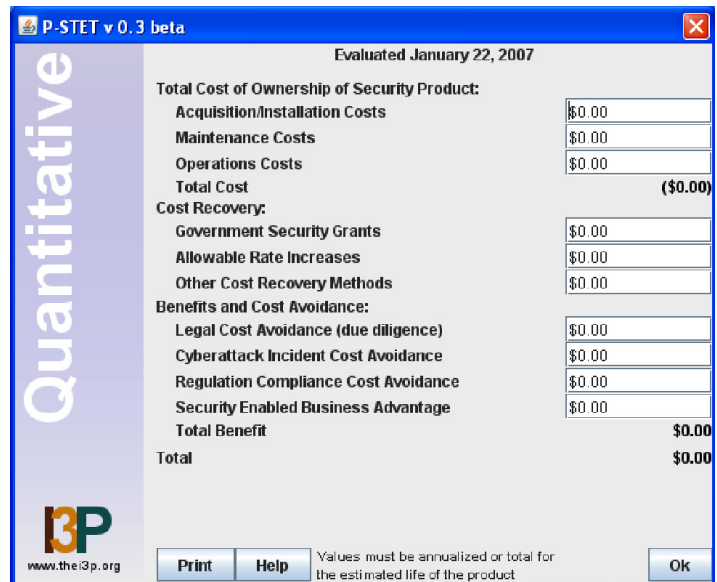 P-STET v 0.3 beta
Quantitative
Evaluated January 22, 2007
Total Cost of Ownership of Security Product:
Acquisition/Installation Costs $0.00
Maintenance Costs $0.00
Operations Costs $0.00
Total Cost ($0.00)
Cost Recovery:
Government Security Grants $0.00
Allowable Rate Increases $0.00
Other Cost Recovery Methods $0.00
Benefits and Cost Avoidance:
Legal Cost Avoidance (due diligence) $0.00
Cyberattack Incident Cost Avoidance $0.00
Regulation Compliance Cost Avoidance $0.00
Security Enabled Business Advantage $0.00
Total Benefit $0.00
Total $0.00
I3P
www.thei3p.org
Print Help Values must be annualized or total for
the estimated life of the product
Ok